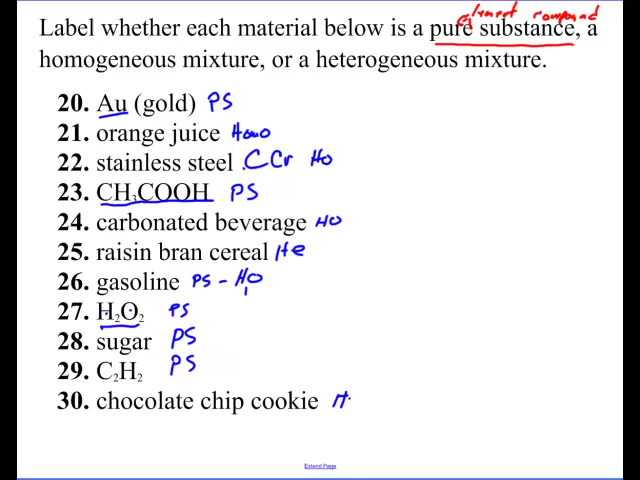 element compound
Label whether each material below is a pure substance, a
homogeneous mixture, or a heterogeneous mixture.
20. Au (gold) PS
21. orange juice Homo
22. stainless steel C Cr Ho
23. CH₃COOH PS
24. carbonated beverage HO
25. raisin bran cereal He
26. gasoline PS - HO
27. H₂O₂ PS
28. sugar PS
29. C₂H₂ PS
30. chocolate chip cookie H
Extend Page